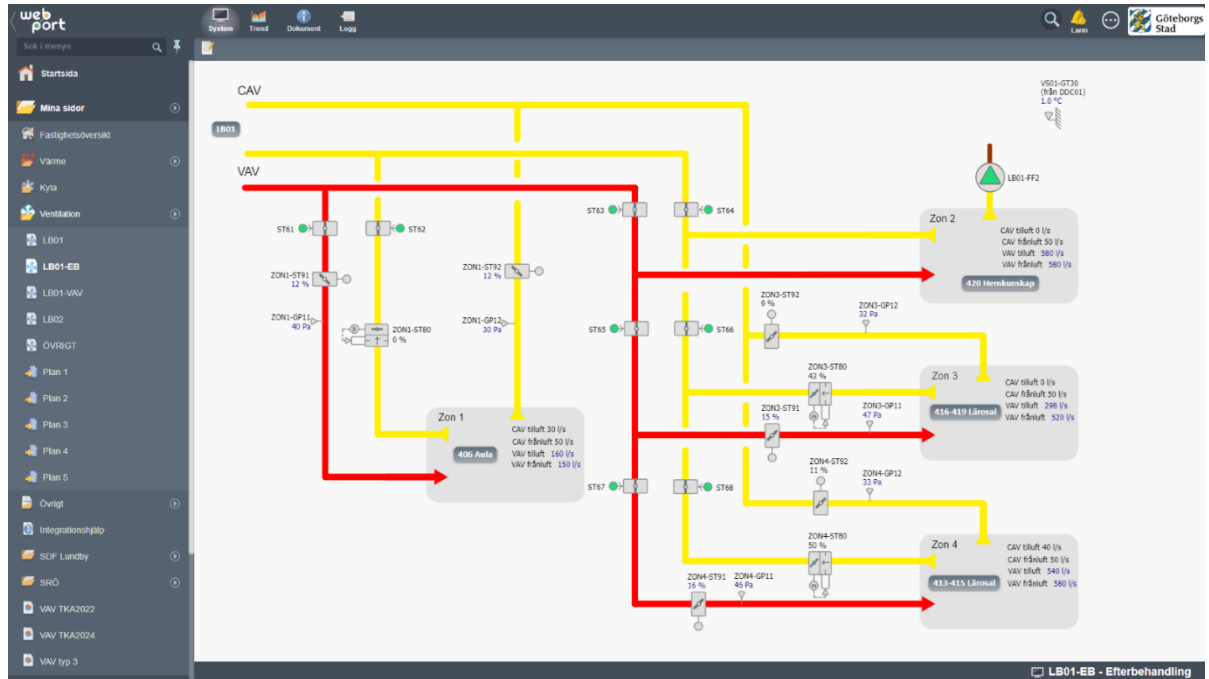 web
port
System
Trend
Dokument
Logg
Larm
Göteborgs
Stad
Sök i menyn
Startsida
Mina sidor
Fastighetsöversikt
Värme
Kyla
Ventilation
LB01
LB01-EB
LB01-VAV
LB02
ÖVRIGT
Plan 1
Plan 2
Plan 3
Plan 4
Plan 5
Övrigt
Integrationshjälp
SDF Lundby
SRÖ
VAV TKA2022
VAV TKA2024
VAV typ 3
CAV
LB01
VAV
VS01-GT30
(från DDC01)
1.0 °C
LB01-FF2
ST61
ST62
ST63
ST64
Zon 2
CAV tilluft 0 l/s
CAV frånluft 50 l/s
VAV tilluft 580 l/s
VAV frånluft 580 l/s
420 Hemkunskap
ZON1-ST91
12 %
ZON1-ST92
12 %
ZON1-GP11
40 Pa
ZON1-ST80
0 %
ZON1-GP12
30 Pa
ST65
ST66
ZON3-ST92
9 %
ZON3-GP12
32 Pa
ZON3-ST80
43 %
ZON3-ST91
15 %
ZON3-GP11
47 Pa
Zon 3
CAV tilluft 0 l/s
CAV frånluft 50 l/s
VAV tilluft 298 l/s
VAV frånluft 520 l/s
416-419 Lärosal
Zon 1
CAV tilluft 30 l/s
CAV frånluft 50 l/s
VAV tilluft 160 l/s
VAV frånluft 150 l/s
406 Aula
ST67
ST68
ZON4-ST92
11 %
ZON4-GP12
33 Pa
ZON4-ST80
50 %
ZON4-ST91
16 %
ZON4-GP11
46 Pa
Zon 4
CAV tilluft 40 l/s
CAV frånluft 50 l/s
VAV tilluft 540 l/s
VAV frånluft 580 l/s
413-415 Lärosal
LB01-EB - Efterbehandling